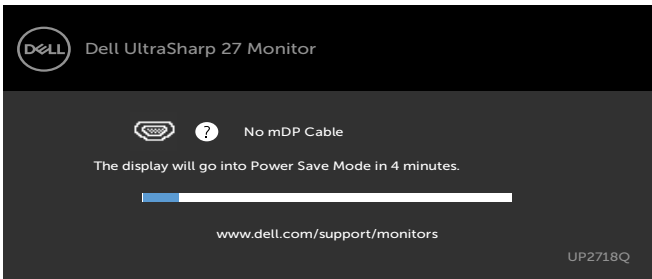 DELL
Dell UltraSharp 27 Monitor
? No mDP Cable
The display will go into Power Save Mode in 4 minutes.
www.dell.com/support/monitors
UP2718Q